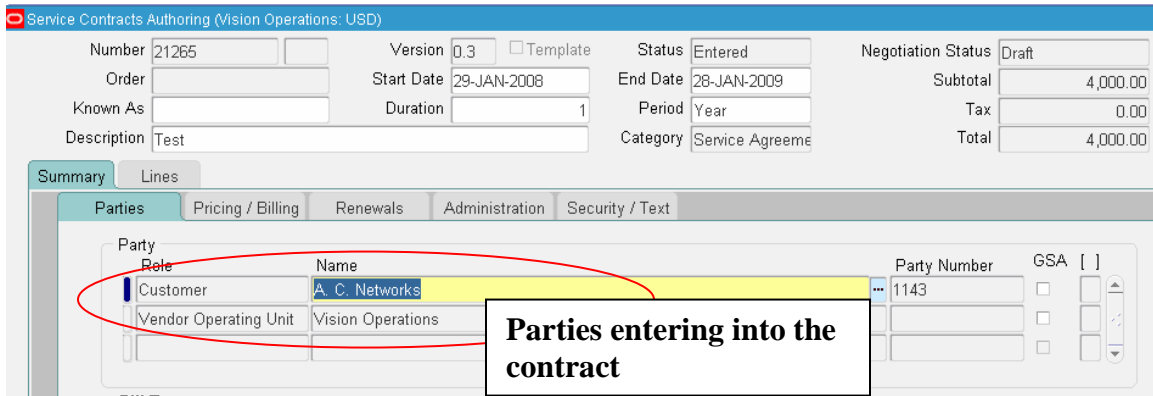 Service Contracts Authoring (Vision Operations: USD)
Number 21265 Version 0.3 Template Status Entered Negotiation Status Draft
Order Start Date 29-JAN-2008 End Date 28-JAN-2009 Subtotal 4,000.00
Known As Duration 1 Period Year Tax 0.00
Description Test Category Service Agreeme Total 4,000.00
Summary Lines
Parties Pricing / Billing Renewals Administration Security / Text
Party
Role Name Party Number GSA [ ]
Customer A. C. Networks ... 1143
Vendor Operating Unit Vision Operations
Parties entering into the
contract